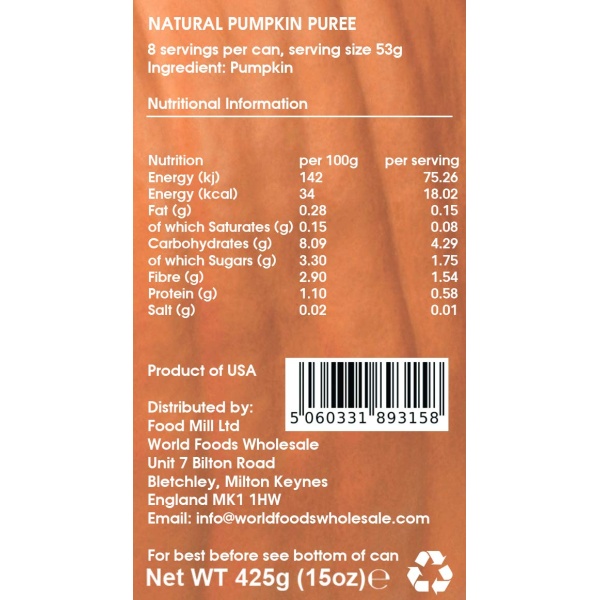 NATURAL PUMPKIN PUREE
8 servings per can, serving size 53g
Ingredient: Pumpkin
Nutritional Information
Nutrition per 100g per serving
Energy (kj) 142 75.26
Energy (kcal) 34 18.02
Fat (g) 0.28 0.15
of which Saturates (g) 0.15 0.08
Carbohydrates (g) 8.09 4.29
of which Sugars (g) 3.30 1.75
Fibre (g) 2.90 1.54
Protein (g) 1.10 0.58
Salt (g) 0.02 0.01
Product of USA
5 060331 893158
Distributed by:
Food Mill Ltd
World Foods Wholesale
Unit 7 Bilton Road
Bletchley, Milton Keynes
England MK1 1HW
Email: info@worldfoodswholesale.com
For best before see bottom of can
Net WT 425g (15oz)℮